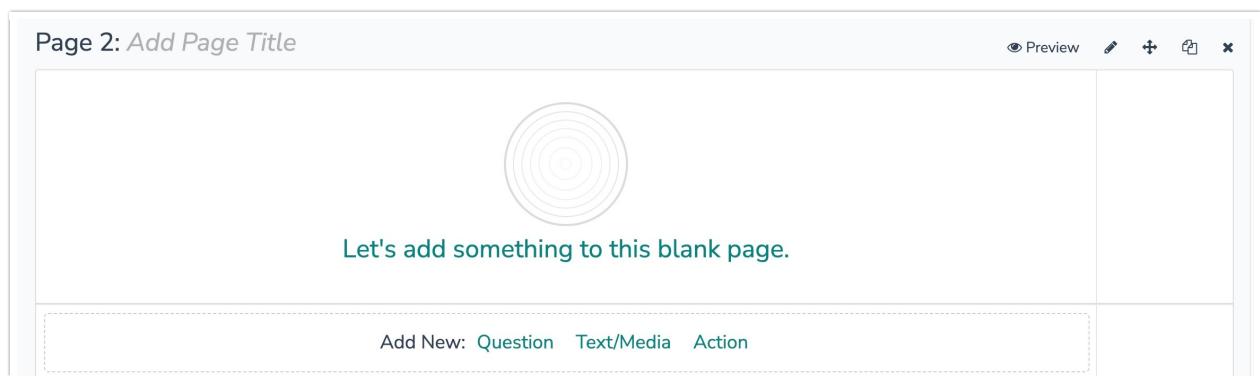 Page 2: Add Page Title
Preview
Let's add something to this blank page.
Add New: Question Text/Media Action